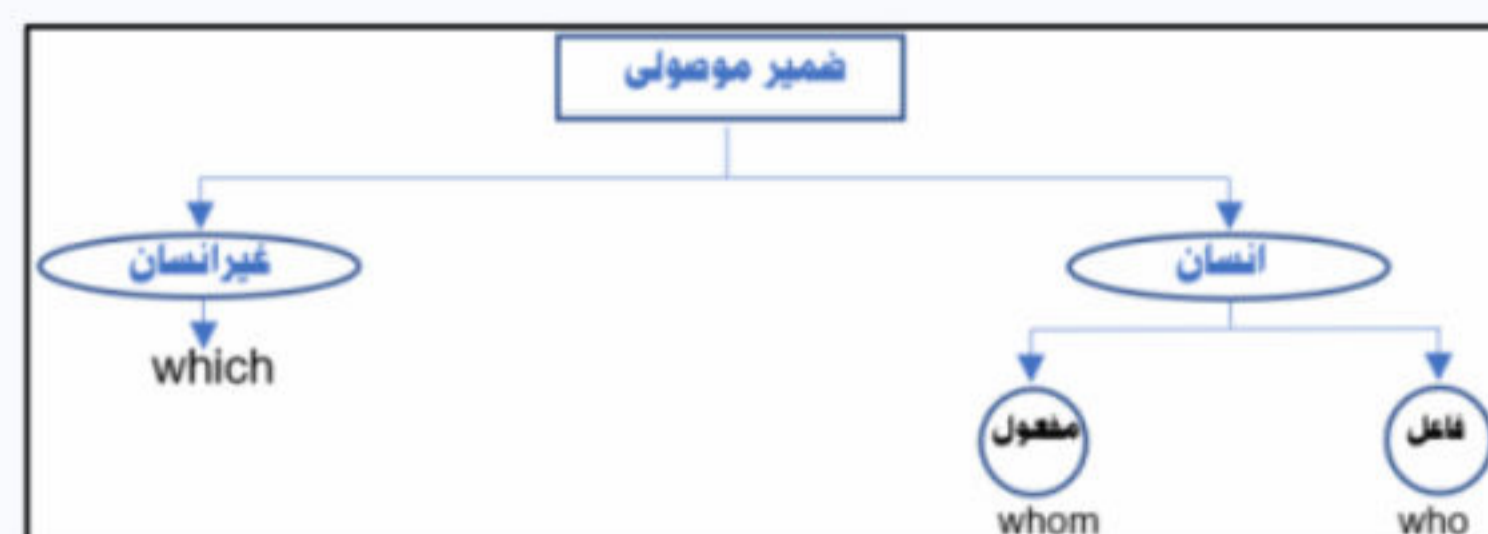 ضمیر موصولی
انسان
غیرانسان
which
فاعل
مفعول
who
whom